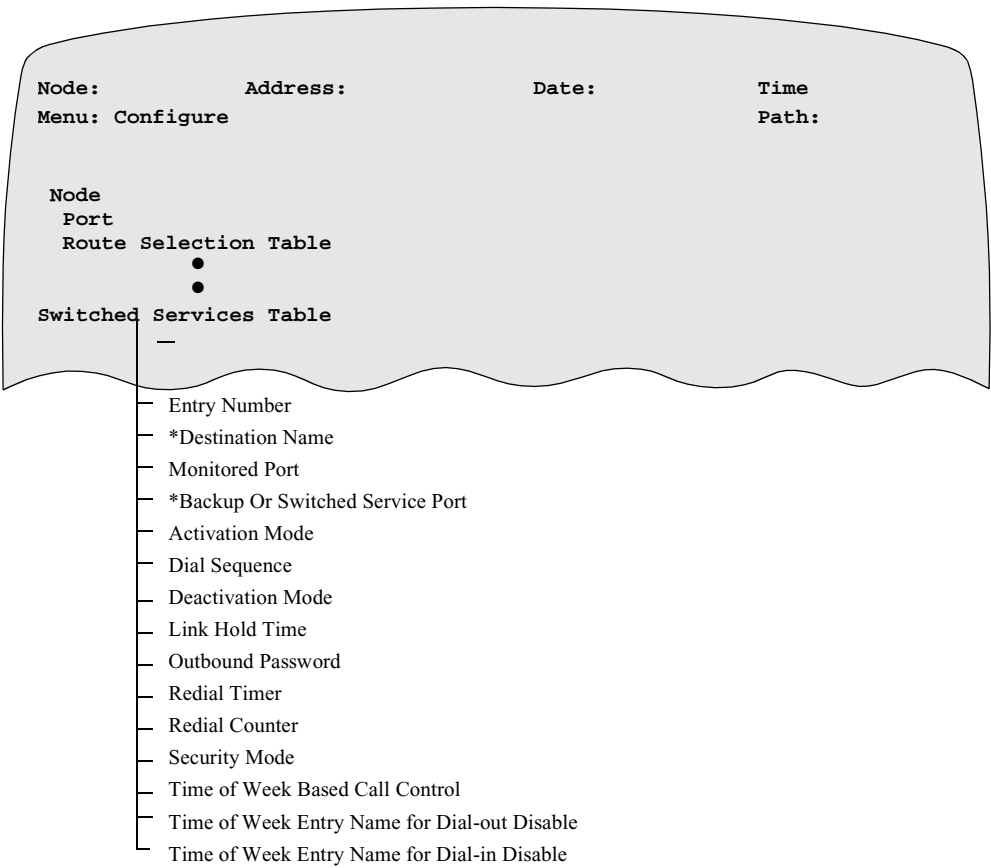 Node: Address: Date: Time
Menu: Configure Path:
Node
Port
Route Selection Table
Switched Services Table
Entry Number
*Destination Name
Monitored Port
*Backup Or Switched Service Port
Activation Mode
Dial Sequence
Deactivation Mode
Link Hold Time
Outbound Password
Redial Timer
Redial Counter
Security Mode
Time of Week Based Call Control
Time of Week Entry Name for Dial-out Disable
Time of Week Entry Name for Dial-in Disable